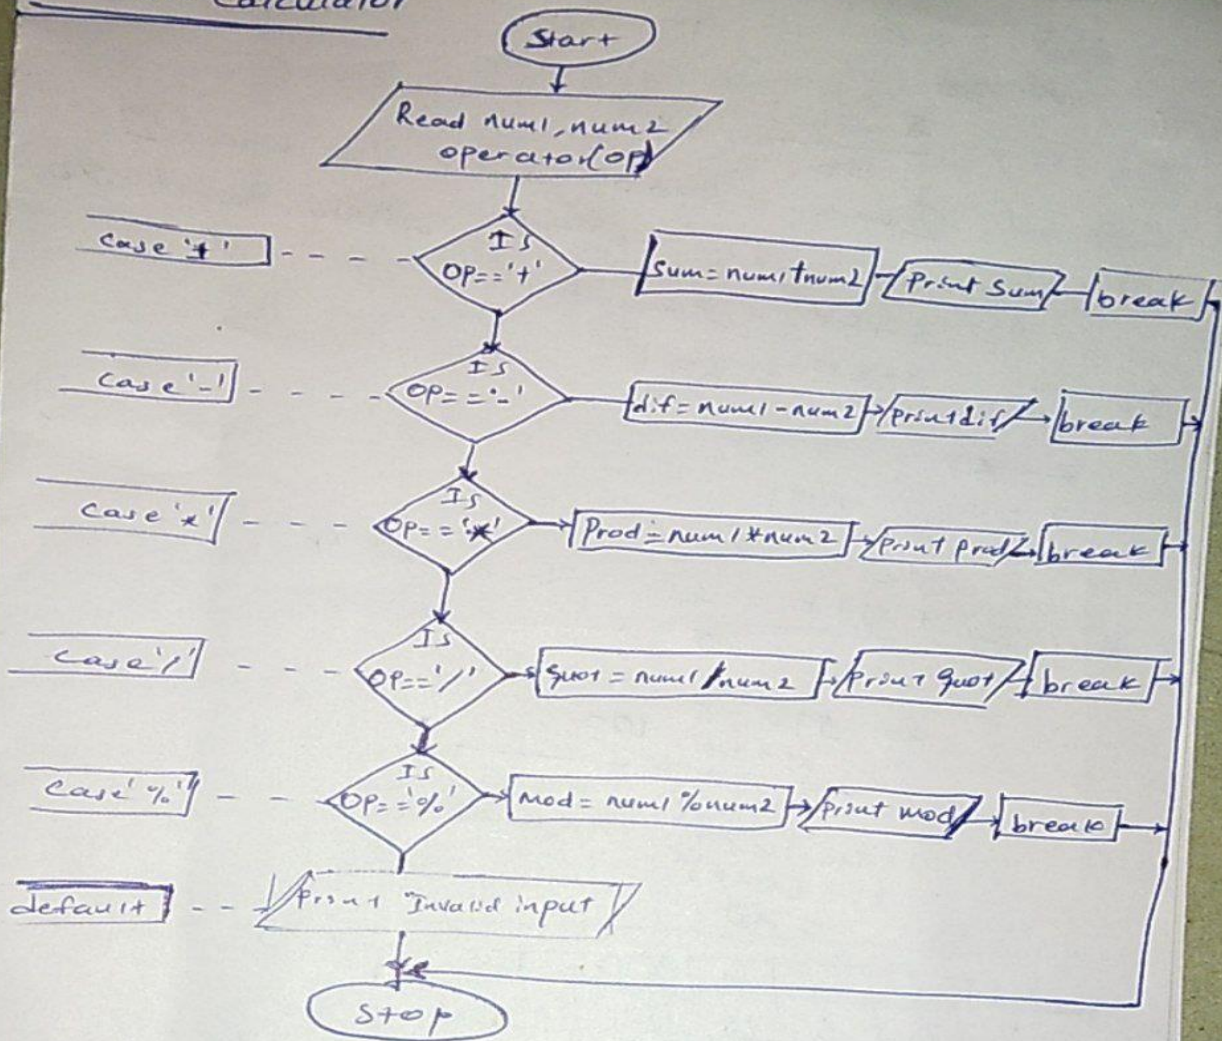 Calculator
Start
Read num1, num2
operator(op)
Case '+'
Is
OP=='+'
Sum=num1+num2
Print Sum
break
Case '-'
Is
OP=='-'
dif=num1-num2
Print dif
break
Case '*'
Is
OP=='*'
Prod=num1*num2
Print prod
break
Case '/'
Is
OP=='/'
Quot=num1/num2
Print Quot
break
Case '%'
Is
OP=='%'
Mod=num1%num2
Print mod
break
default
Print "Invalid input
Stop